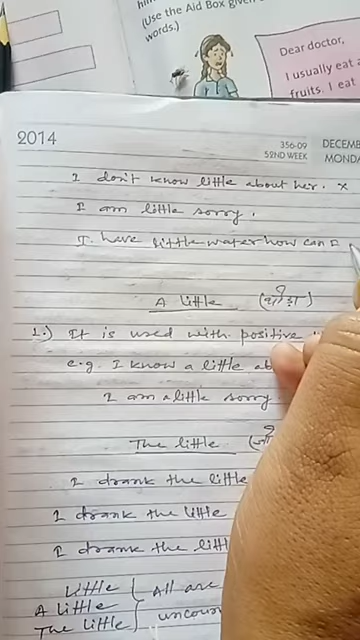 (Use the Aid Box given
words.)
Dear doctor,
I usually eat a
fruits. I eat
2014
356-09
52ND WEEK
DECEMB
MONDA
I don't know little about her. x
I am little sorry.
I have little water how can I
A little (थोड़ा)
1.) It is used with positive
e.g. I know a little ab
I am a little sorry
The little
I drank the little
I drank the little
I drank the littl
Little
A little
The little
All are
uncoun